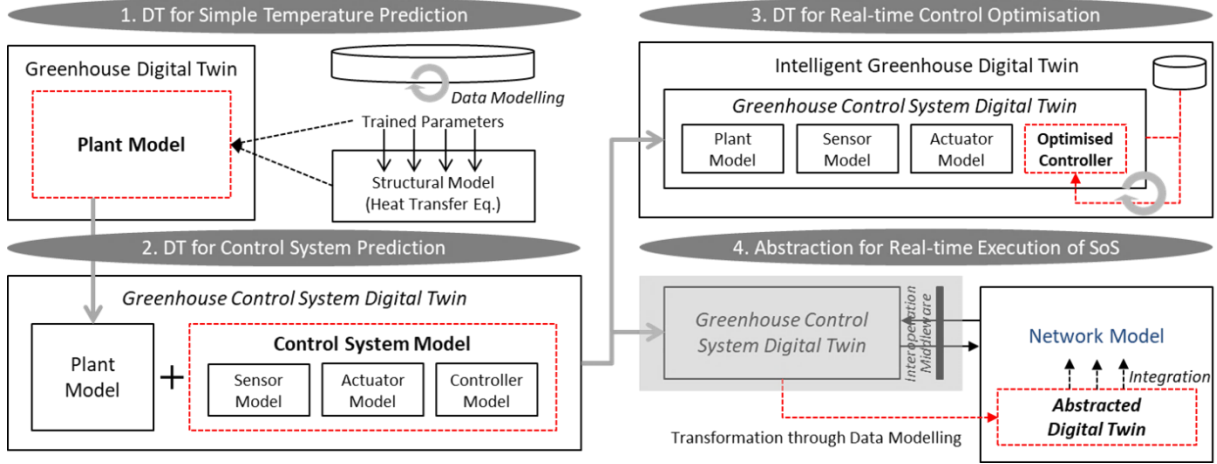 1. DT for Simple Temperature Prediction
Greenhouse Digital Twin
Plant Model
Data Modelling
Trained Parameters
Structural Model
(Heat Transfer Eq.)
2. DT for Control System Prediction
Greenhouse Control System Digital Twin
Plant
Model
+
Control System Model
Sensor
Model
Actuator
Model
Controller
Model
3. DT for Real-time Control Optimisation
Intelligent Greenhouse Digital Twin
Greenhouse Control System Digital Twin
Plant
Model
Sensor
Model
Actuator
Model
Optimised
Controller
4. Abstraction for Real-time Execution of SoS
Greenhouse Control
System Digital Twin
Interoperation
Middleware
Network Model
Integration
Abstracted
Digital Twin
Transformation through Data Modelling